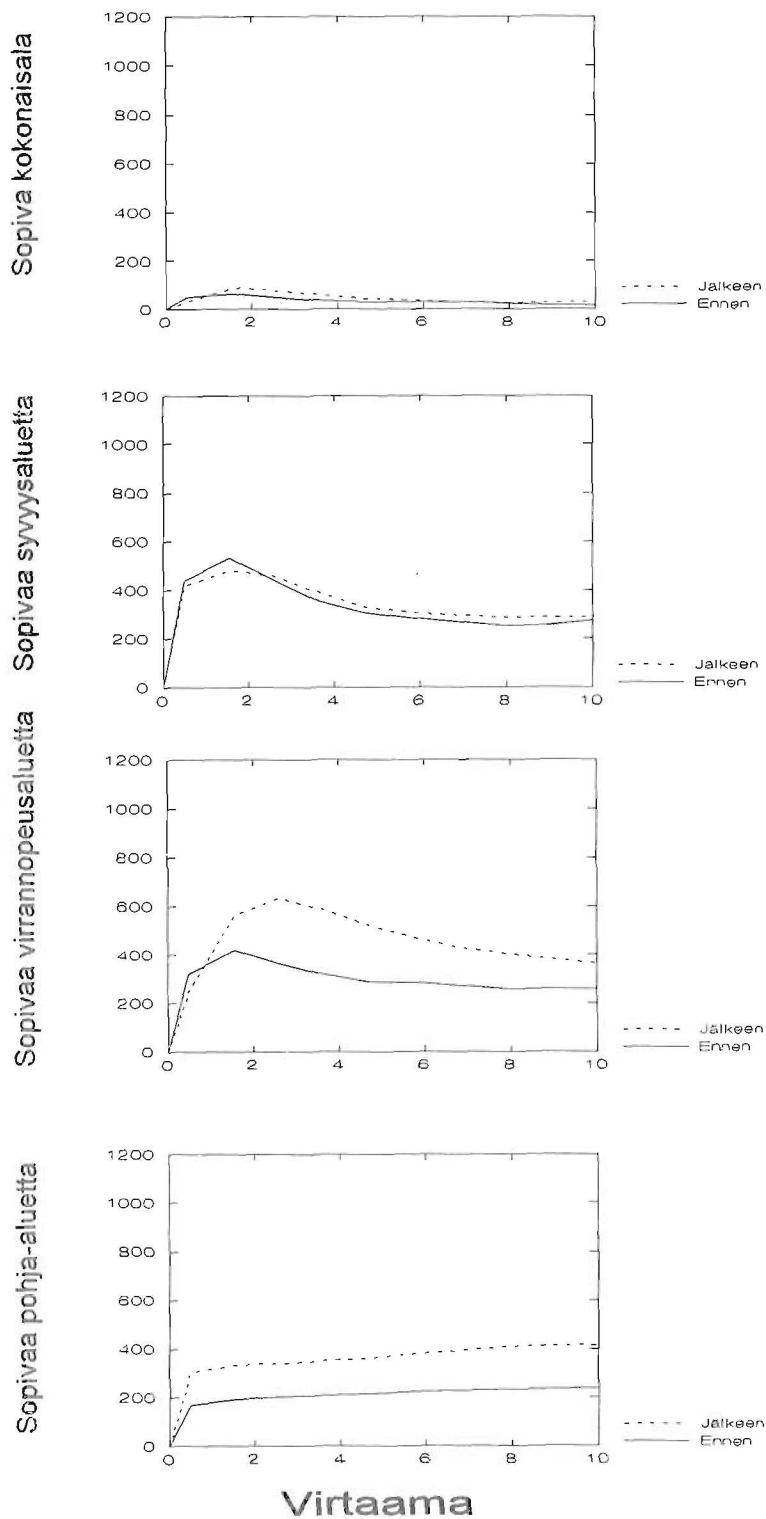 Sopiva kokonaisala
1200
1000
800
600
400
200
0
0 2 4 6 8 10
Jälkeen
Ennen
Sopivaa syvyysaluetta
1200
1000
800
600
400
200
0
0 2 4 6 8 10
Jälkeen
Ennen
Sopivaa virrannopeusaluetta
1200
1000
800
600
400
200
0
0 2 4 6 8 10
Jälkeen
Ennen
Sopivaa pohja-aluetta
1200
1000
800
600
400
200
0
0 2 4 6 8 10
Jälkeen
Ennen
Virtaama